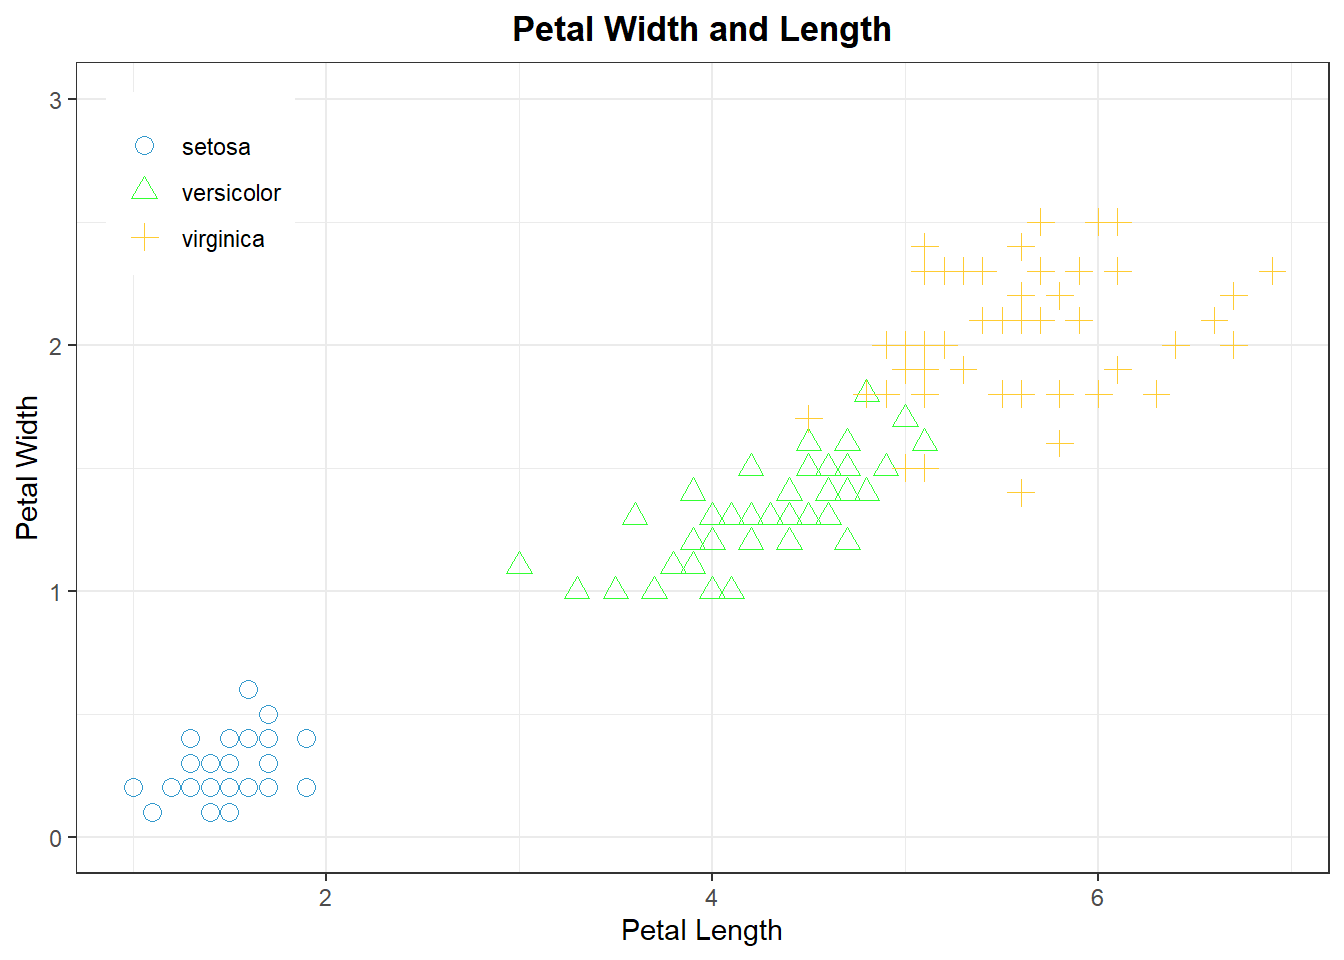 Petal Width and Length
3
setosa
versicolor
virginica
2
Petal Width
1
0
2 4 6
Petal Length